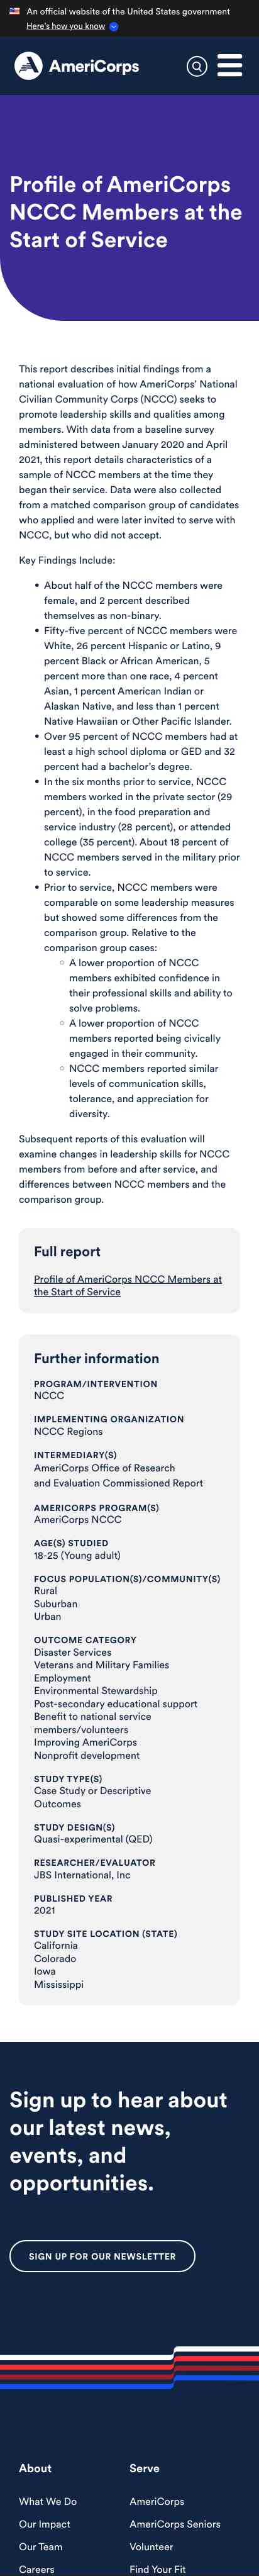 An official website of the United States government
Here's how you know
AmeriCorps
Profile of AmeriCorps
NCCC Members at the
Start of Service
This report describes initial findings from a
national evaluation of how AmeriCorps' National
Civilian Community Corps (NCCC) seeks to
promote leadership skills and qualities among
members. With data from a baseline survey
administered between January 2020 and April
2021, this report details characteristics of a
sample of NCCC members at the time they
began their service. Data were also collected
from a matched comparison group of candidates
who applied and were later invited to serve with
NCCC, but who did not accept.
Key Findings Include:
• About half of the NCCC members were
female, and 2 percent described
themselves as non-binary.
• Fifty-five percent of NCCC members were
White, 26 percent Hispanic or Latino, 9
percent Black or African American, 5
percent more than one race, 4 percent
Asian, 1 percent American Indian or
Alaskan Native, and less than 1 percent
Native Hawaiian or Other Pacific Islander.
• Over 95 percent of NCCC members had at
least a high school diploma or GED and 32
percent had a bachelor's degree.
• In the six months prior to service, NCCC
members worked in the private sector (29
percent), in the food preparation and
service industry (28 percent), or attended
college (35 percent). About 18 percent of
NCCC members served in the military prior
to service.
• Prior to service, NCCC members were
comparable on some leadership measures
but showed some differences from the
comparison group. Relative to the
comparison group cases:
○ A lower proportion of NCCC
members exhibited confidence in
their professional skills and ability to
solve problems.
○ A lower proportion of NCCC
members reported being civically
engaged in their community.
○ NCCC members reported similar
levels of communication skills,
tolerance, and appreciation for
diversity.
Subsequent reports of this evaluation will
examine changes in leadership skills for NCCC
members from before and after service, and
differences between NCCC members and the
comparison group.
Full report
Profile of AmeriCorps NCCC Members at
the Start of Service
Further information
PROGRAM/INTERVENTION
NCCC
IMPLEMENTING ORGANIZATION
NCCC Regions
INTERMEDIARY(S)
AmeriCorps Office of Research
and Evaluation Commissioned Report
AMERICORPS PROGRAM(S)
AmeriCorps NCCC
AGE(S) STUDIED
18-25 (Young adult)
FOCUS POPULATION(S)/COMMUNITY(S)
Rural
Suburban
Urban
OUTCOME CATEGORY
Disaster Services
Veterans and Military Families
Employment
Environmental Stewardship
Post-secondary educational support
Benefit to national service
members/volunteers
Improving AmeriCorps
Nonprofit development
STUDY TYPE(S)
Case Study or Descriptive
Outcomes
STUDY DESIGN(S)
Quasi-experimental (QED)
RESEARCHER/EVALUATOR
JBS International, Inc
PUBLISHED YEAR
2021
STUDY SITE LOCATION (STATE)
California
Colorado
Iowa
Mississippi
Sign up to hear about
our latest news,
events, and
opportunities.
SIGN UP FOR OUR NEWSLETTER
About
What We Do
Our Impact
Our Team
Careers
Serve
AmeriCorps
AmeriCorps Seniors
Volunteer
Find Your Fit